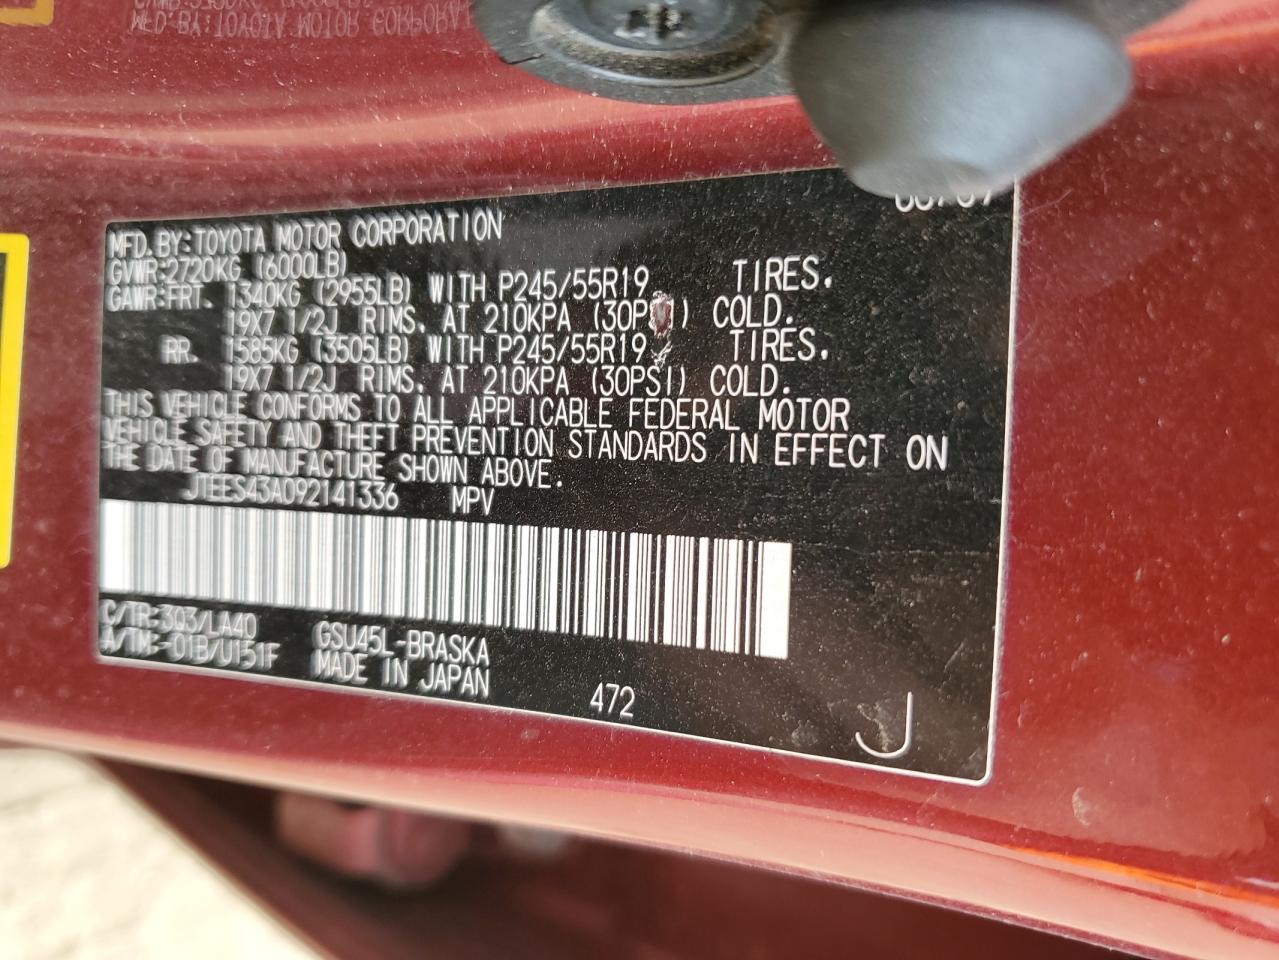 MFD. BY: TOYOTA MOTOR CORPORATION
GVWR: 2720KG (6000LB)
GAWR: FRT. 1340KG (2955LB) WITH P245/55R19 TIRES.
19X7 1/2J RIMS. AT 210KPA COLD.
RR. 1585KG (3505LB) WITH P245/55R19 TIRES.
19X7 1/2J RIMS. AT 210KPA (30PSI) COLD.
THIS VEHICLE CONFORMS TO ALL APPLICABLE FEDERAL MOTOR
VEHICLE SAFETY AND THEFT PREVENTION STANDARDS IN EFFECT ON
THE DATE OF MANUFACTURE SHOWN ABOVE.
JTEES43A092141336 MPV
C/TR: 3Q3/LA40 GSU45L-BRASKA
A/TM: -01B/U151F MADE IN JAPAN
472
J